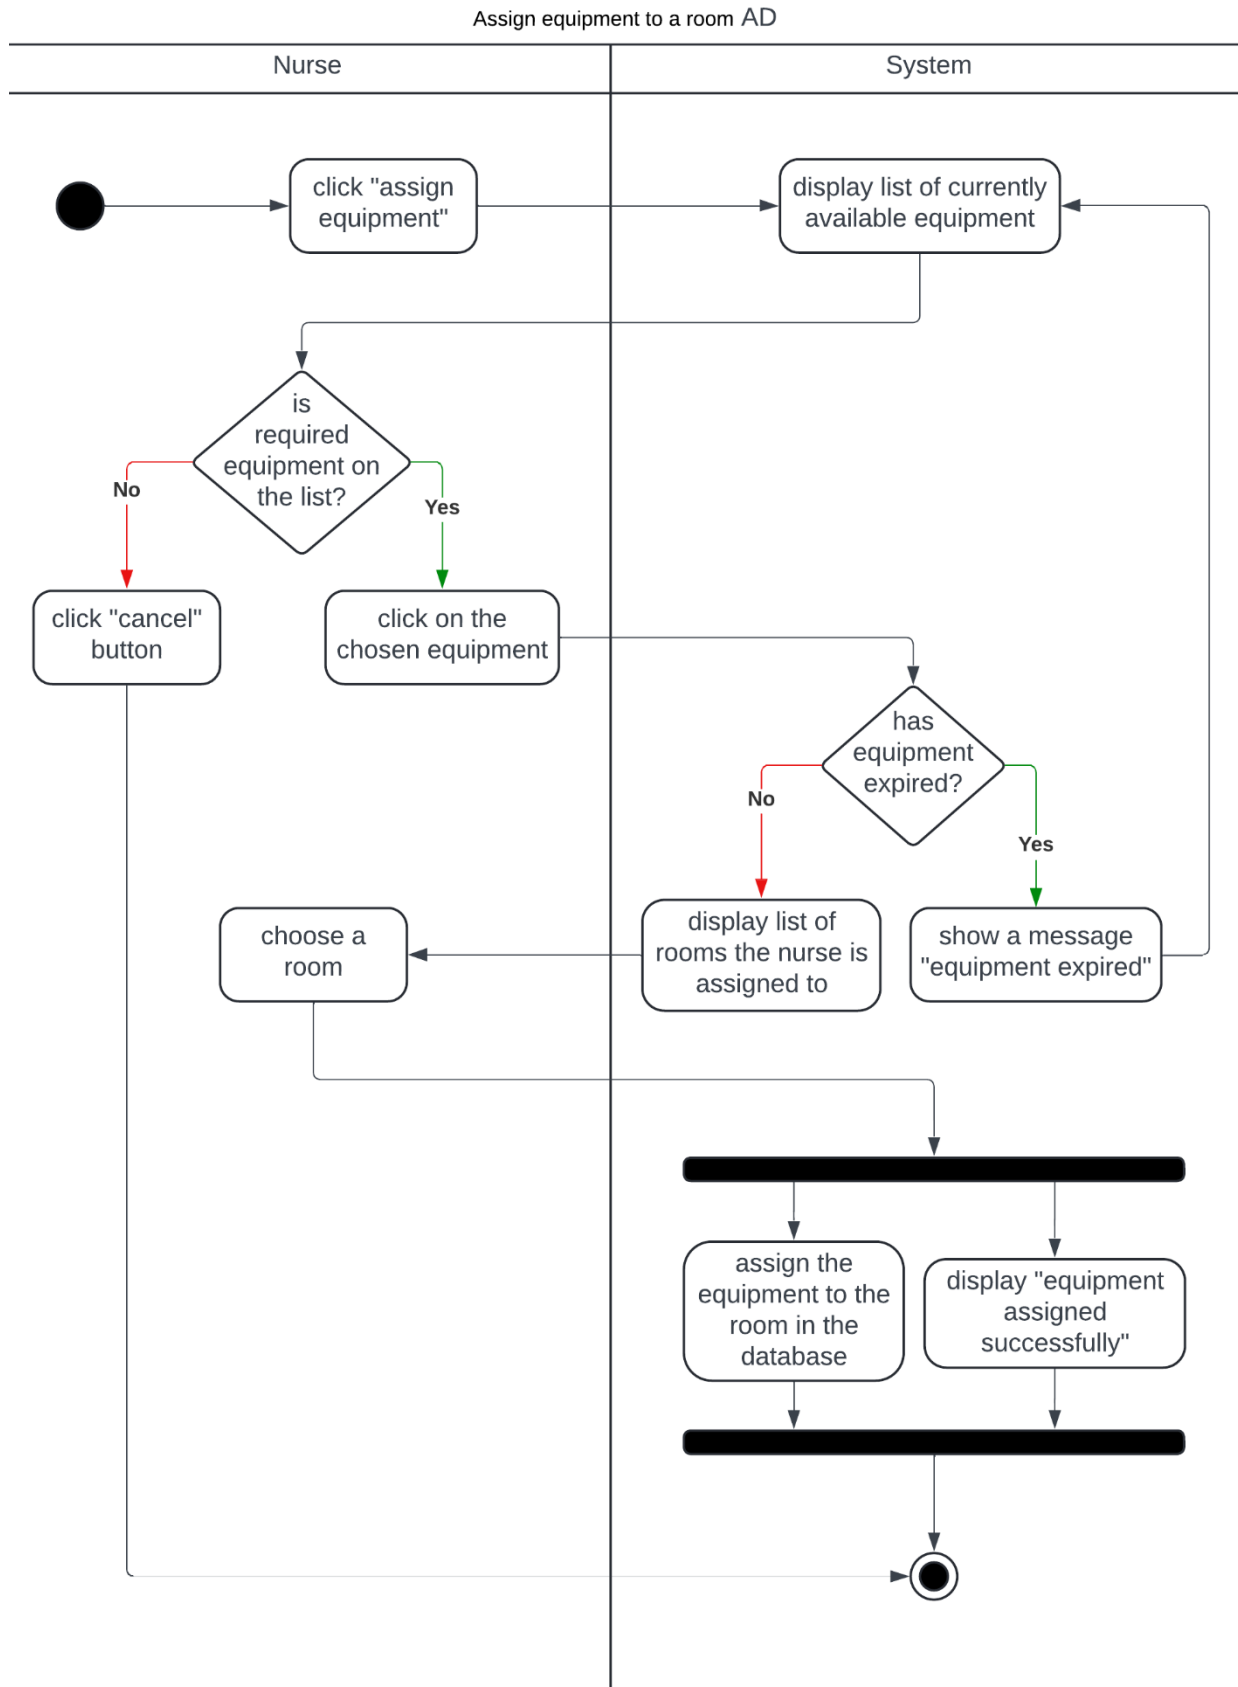 Assign equipment to a room AD
Nurse
System
click "assign
equipment"
display list of currently
available equipment
is
required
equipment on
the list?
No
Yes
click "cancel"
button
click on the
chosen equipment
has
equipment
expired?
No
Yes
choose a
room
display list of
rooms the nurse is
assigned to
show a message
"equipment expired"
assign the
equipment to the
room in the
database
display "equipment
assigned
successfully"